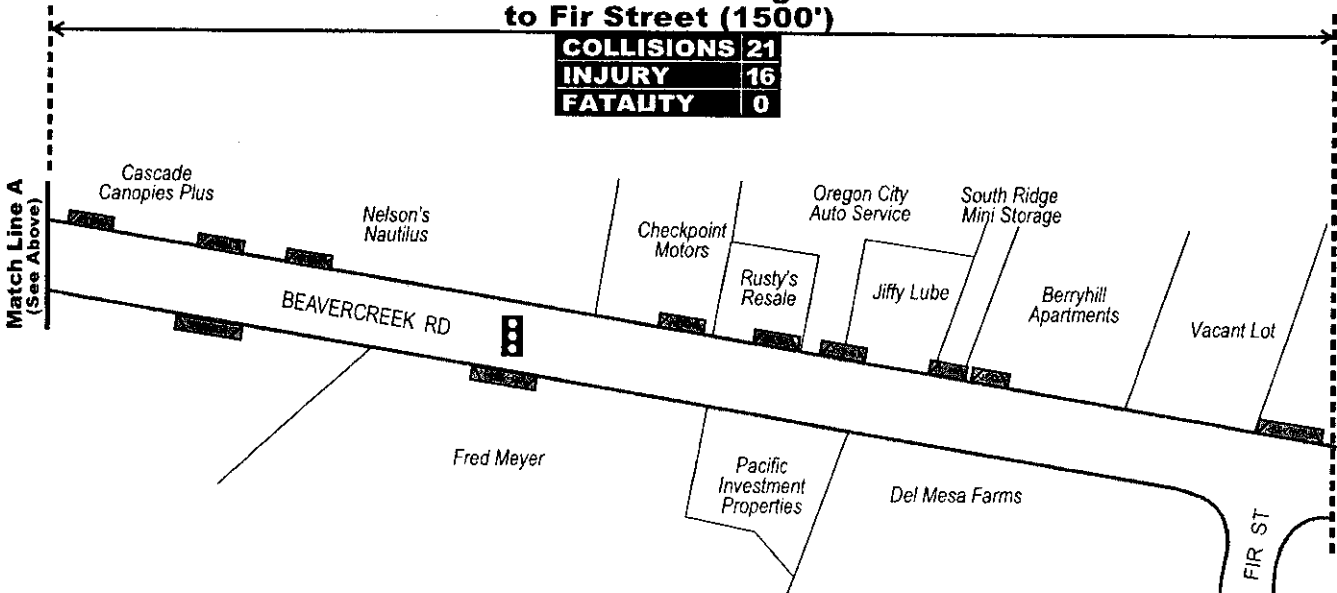 to Fir Street (1500')
COLLISIONS 21
INJURY 16
FATALITY 0
Match Line A
(See Above)
Cascade
Canopies Plus
Nelson's
Nautilus
Checkpoint
Motors
Rusty's
Resale
Oregon City
Auto Service
Jiffy Lube
South Ridge
Mini Storage
Berryhill
Apartments
Vacant Lot
BEAVERCREEK RD
Fred Meyer
Pacific
Investment
Properties
Del Mesa Farms
FIR ST